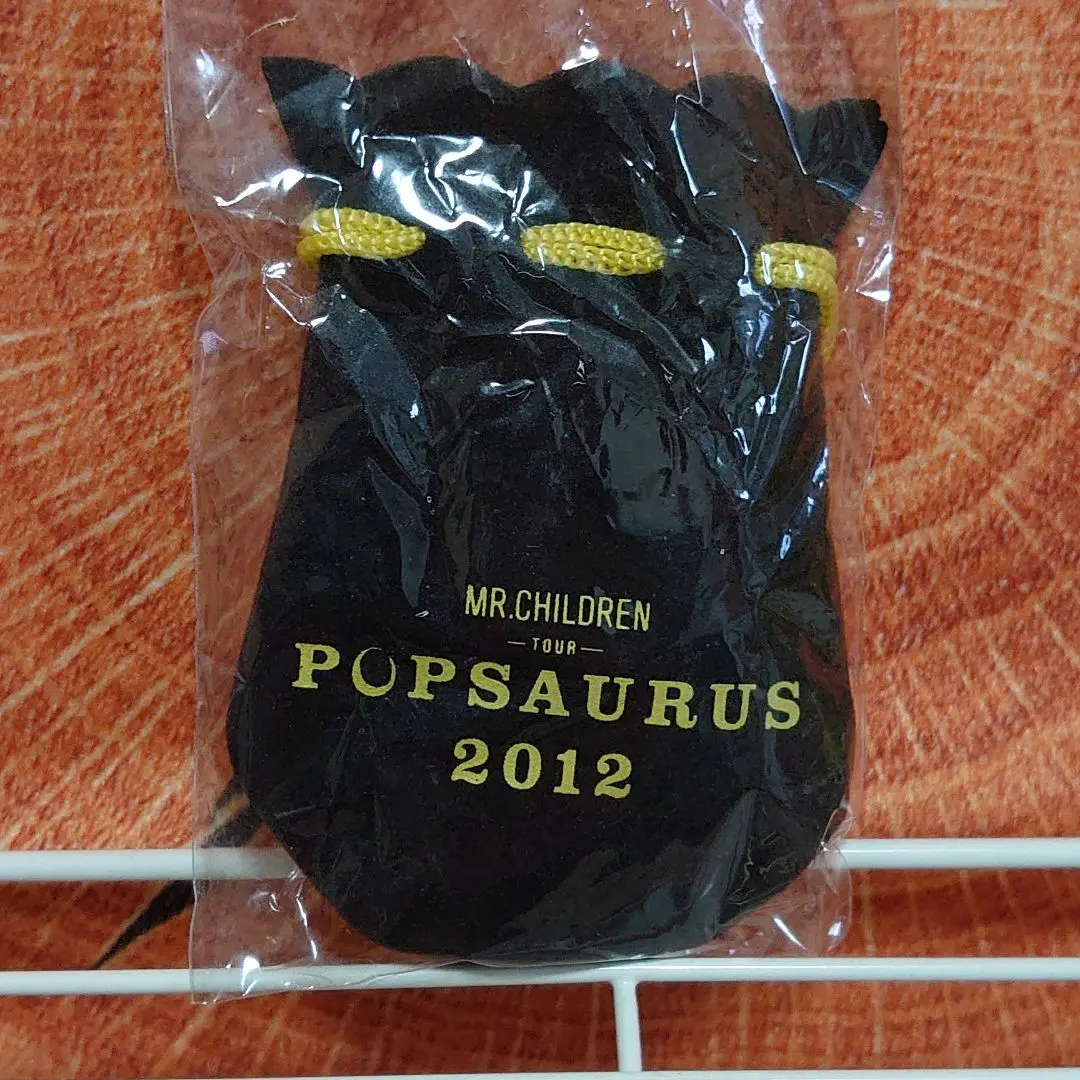 MR.CHILDREN
—TOUR—
POPSAURUS
2012